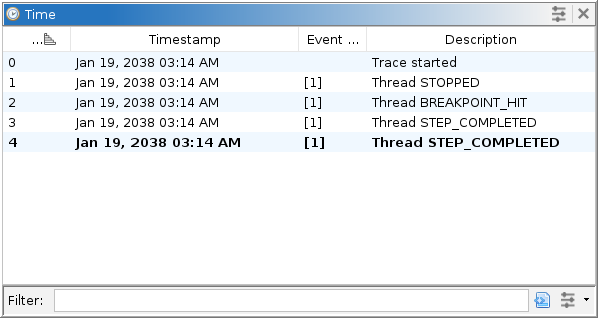 Time
... Timestamp Event ... Description
0 Jan 19, 2038 03:14 AM Trace started
1 Jan 19, 2038 03:14 AM [1] Thread STOPPED
2 Jan 19, 2038 03:14 AM [1] Thread BREAKPOINT_HIT
3 Jan 19, 2038 03:14 AM [1] Thread STEP_COMPLETED
4 Jan 19, 2038 03:14 AM [1] Thread STEP_COMPLETED
Filter: